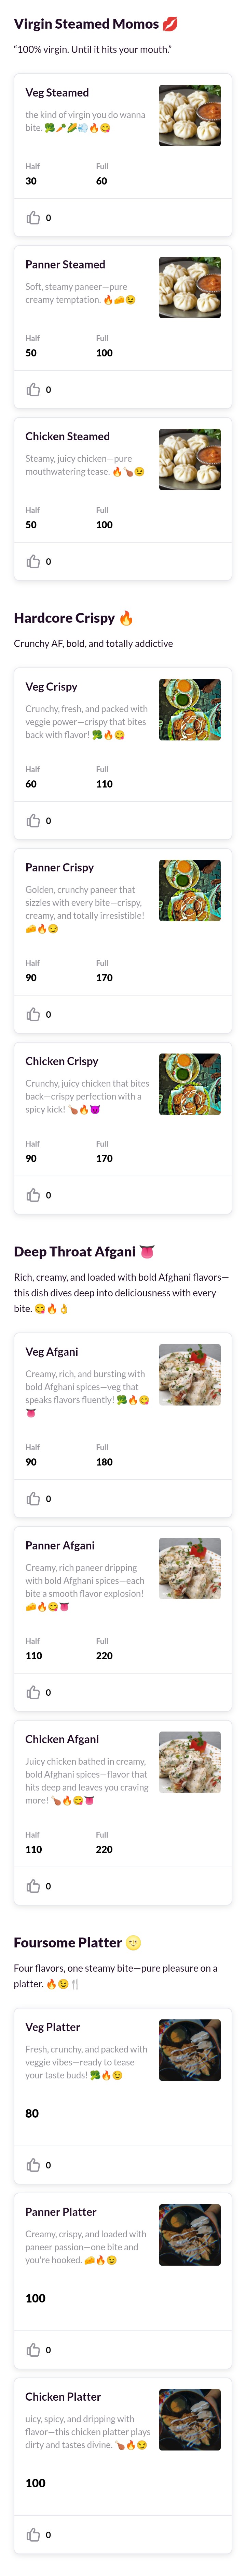 Virgin Steamed Momos 💋
“100% virgin. Until it hits your mouth.”
Veg Steamed
the kind of virgin you do wanna
bite. 🥦🥕🌽💨🔥😋
Half Full
30 60
0
Panner Steamed
Soft, steamy paneer—pure
creamy temptation. 🔥🧀😉
Half Full
50 100
0
Chicken Steamed
Steamy, juicy chicken—pure
mouthwatering tease. 🔥🍗😉
Half Full
50 100
0
Hardcore Crispy 🔥
Crunchy AF, bold, and totally addictive
Veg Crispy
Crunchy, fresh, and packed with
veggie power—crispy that bites
back with flavor! 🥦🔥😋
Half Full
60 110
0
Panner Crispy
Golden, crunchy paneer that
sizzles with every bite—crispy,
creamy, and totally irresistible!
🧀🔥😏
Half Full
90 170
0
Chicken Crispy
Crunchy, juicy chicken that bites
back—crispy perfection with a
spicy kick! 🍗🔥😈
Half Full
90 170
0
Deep Throat Afgani 👅
Rich, creamy, and loaded with bold Afghani flavors—
this dish dives deep into deliciousness with every
bite. 😋🔥👌
Veg Afgani
Creamy, rich, and bursting with
bold Afghani spices—veg that
speaks flavors fluently! 🥦🔥😋
👅
Half Full
90 180
0
Panner Afgani
Creamy, rich paneer dripping
with bold Afghani spices—each
bite a smooth flavor explosion!
🧀🔥😋👅
Half Full
110 220
0
Chicken Afgani
Juicy chicken bathed in creamy,
bold Afghani spices—flavor that
hits deep and leaves you craving
more! 🍗🔥😋👅
Half Full
110 220
0
Foursome Platter 🌝
Four flavors, one steamy bite—pure pleasure on a
platter. 🔥😉🍴
Veg Platter
Fresh, crunchy, and packed with
veggie vibes—ready to tease
your taste buds! 🥦🔥😉
80
0
Panner Platter
Creamy, crispy, and loaded with
paneer passion—one bite and
you're hooked. 🧀🔥😉
100
0
Chicken Platter
uicy, spicy, and dripping with
flavor—this chicken platter plays
dirty and tastes divine. 🍗🔥😏
100
0